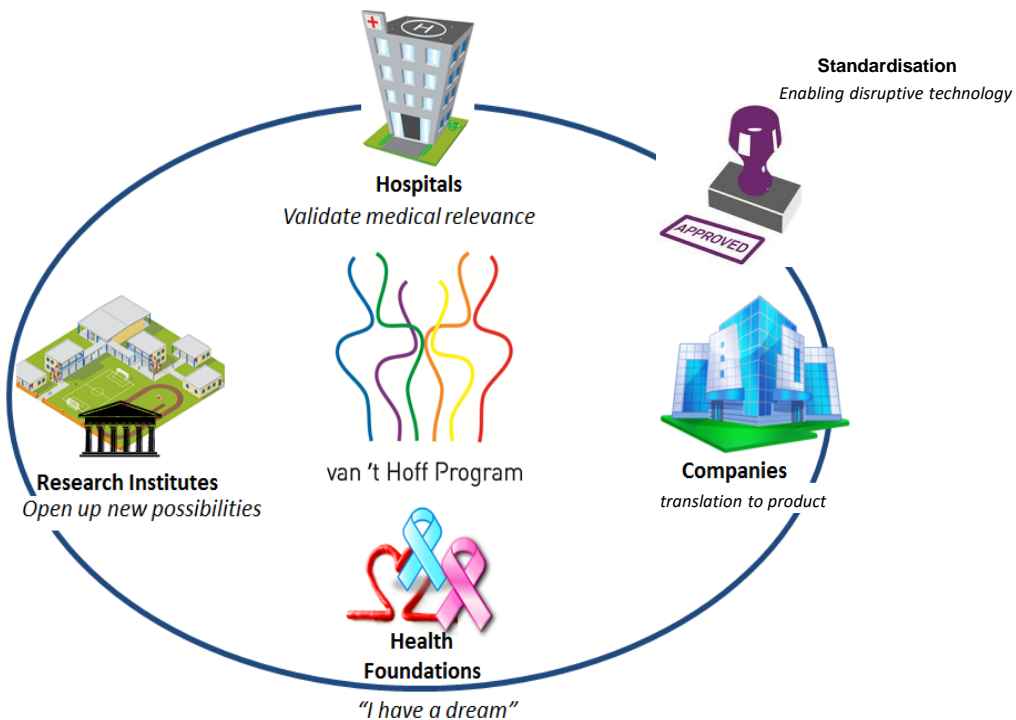 H
Standardisation
Enabling disruptive technology
Hospitals
Validate medical relevance
APPROVED
van 't Hoff Program
Research Institutes
Open up new possibilities
Companies
translation to product
Health
Foundations
“I have a dream”